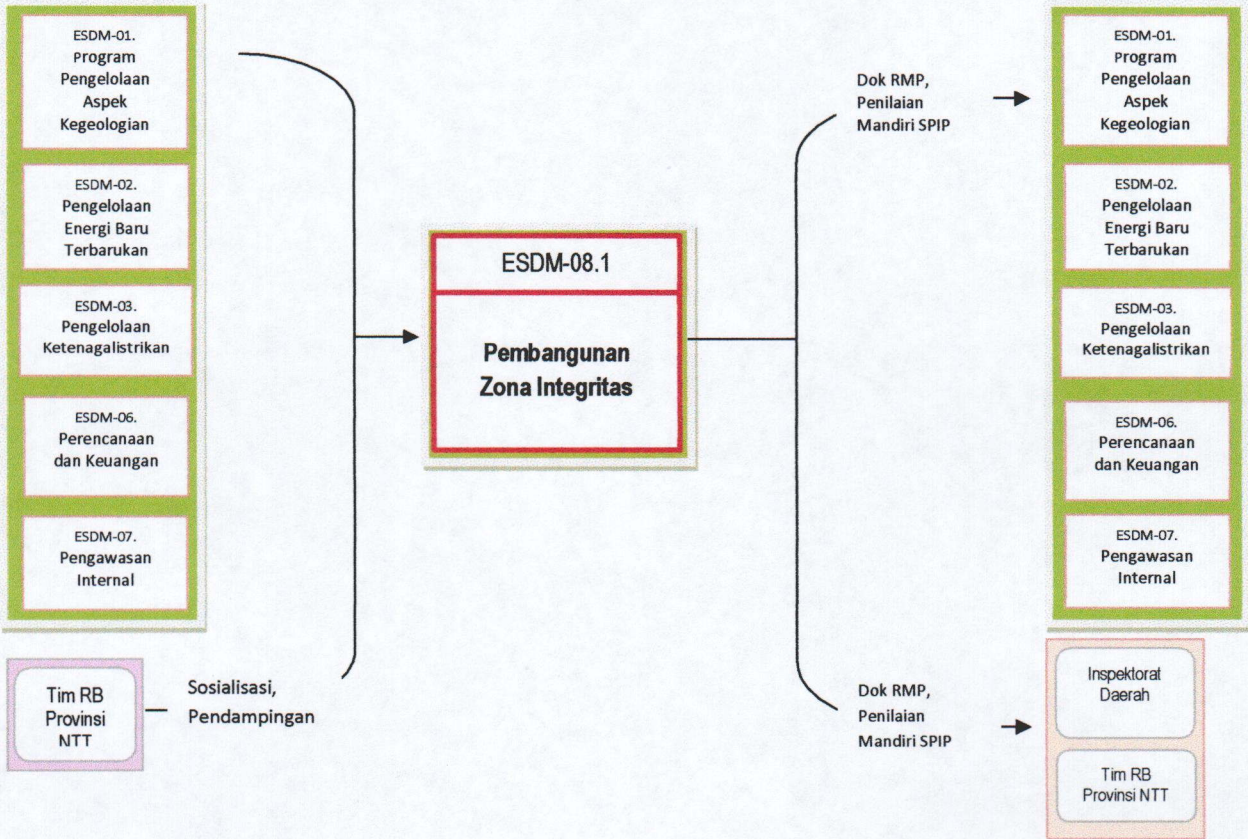 ESDM-01.
Program
Pengelolaan
Aspek
Kegeologian
ESDM-02.
Pengelolaan
Energi Baru
Terbarukan
ESDM-03.
Pengelolaan
Ketenagalistrikan
ESDM-06.
Perencanaan
dan Keuangan
ESDM-07.
Pengawasan
Internal
Tim RB
Provinsi
NTT
Sosialisasi,
Pendampingan
ESDM-08.1
Pembangunan
Zona Integritas
Dok RMP,
Penilaian
Mandiri SPIP
Dok RMP,
Penilaian
Mandiri SPIP
ESDM-01.
Program
Pengelolaan
Aspek
Kegeologian
ESDM-02.
Pengelolaan
Energi Baru
Terbarukan
ESDM-03.
Pengelolaan
Ketenagalistrikan
ESDM-06.
Perencanaan
dan Keuangan
ESDM-07.
Pengawasan
Internal
Inspektorat
Daerah
Tim RB
Provinsi NTT